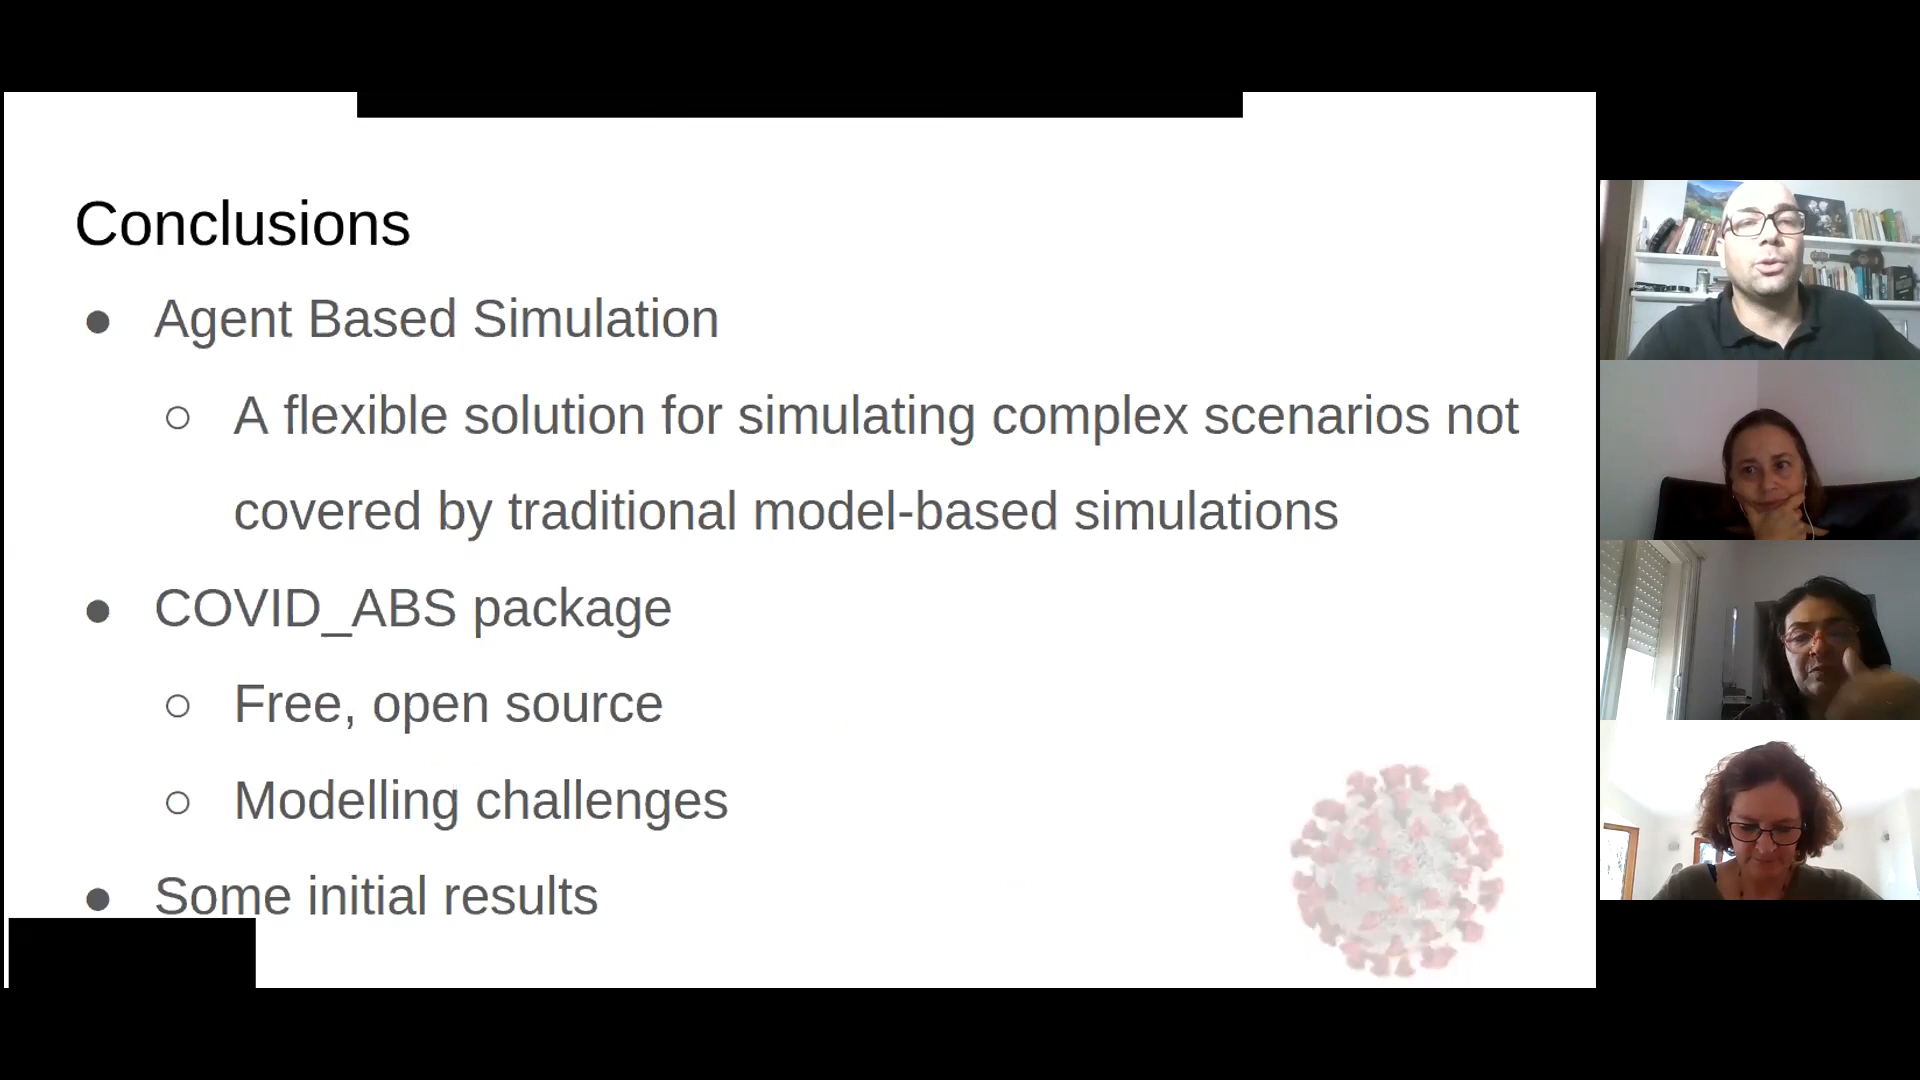 Conclusions
● Agent Based Simulation
○ A flexible solution for simulating complex scenarios not
covered by traditional model-based simulations
● COVID_ABS package
○ Free, open source
○ Modelling challenges
● Some initial results